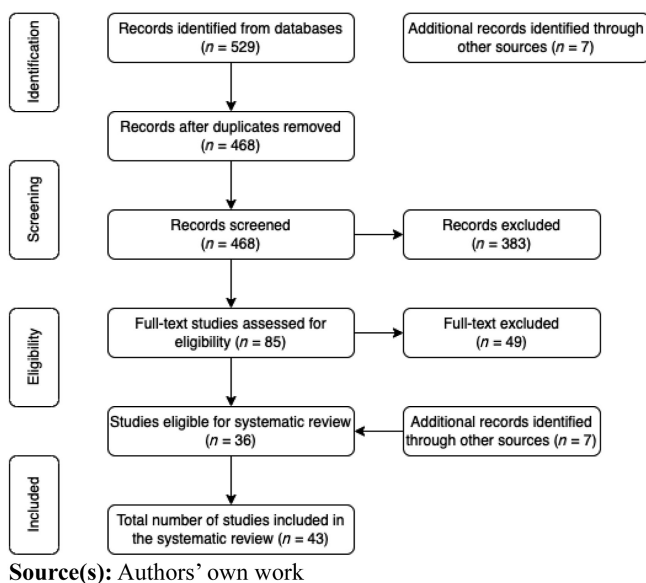 Identification
Records identified from databases
(n = 529)
Additional records identified through
other sources (n = 7)
Records after duplicates removed
(n = 468)
Screening
Records screened
(n = 468)
Records excluded
(n = 383)
Eligibility
Full-text studies assessed for
eligibility (n = 85)
Full-text excluded
(n = 49)
Studies eligible for systematic review
(n = 36)
Additional records identified
through other sources (n = 7)
Included
Total number of studies included in
the systematic review (n = 43)
Source(s): Authors’ own work